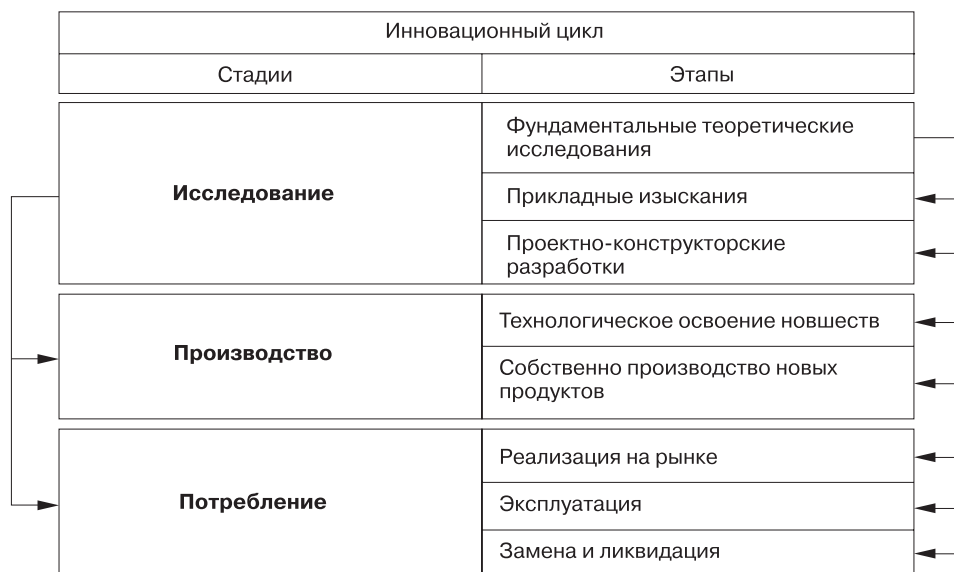 Инновационный цикл
Стадии
Этапы
Исследование
Фундаментальные теоретические
исследования
Прикладные изыскания
Проектно-конструкторские
разработки
Производство
Технологическое освоение новшеств
Собственно производство новых
продуктов
Потребление
Реализация на рынке
Эксплуатация
Замена и ликвидация